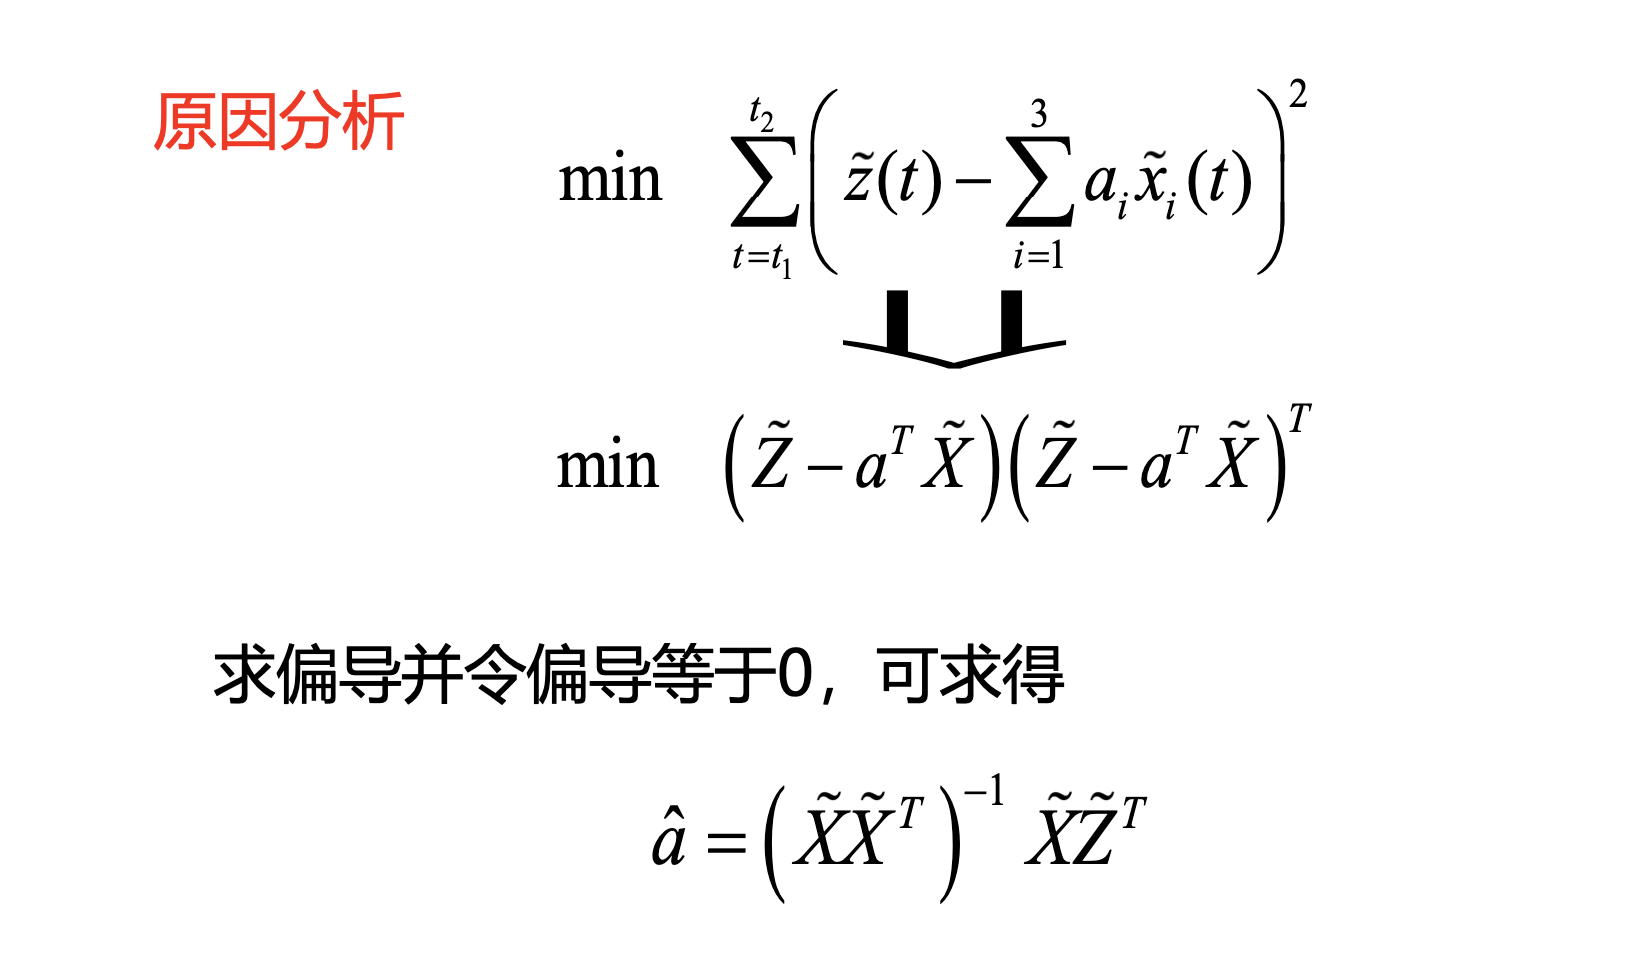 原因分析
min $\sum_{t=t_1}^{t_2}\left(\tilde{z}(t)-\sum_{i=1}^{3}a_i\tilde{x}_i(t)\right)^2$
min $\left(\tilde{Z}-a^T\tilde{X}\right)\left(\tilde{Z}-a^T\tilde{X}\right)^T$
求偏导并令偏导等于0，可求得
$\hat{a}=\left(\tilde{X}\tilde{X}^T\right)^{-1}\tilde{X}\tilde{Z}^T$